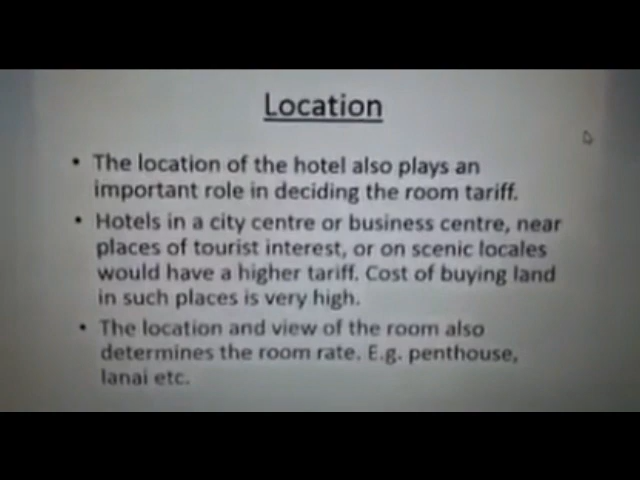 Location
• The location of the hotel also plays an
important role in deciding the room tariff.
• Hotels in a city centre or business centre, near
places of tourist interest, or on scenic locales
would have a higher tariff. Cost of buying land
in such places is very high.
• The location and view of the room also
determines the room rate. E.g. penthouse,
lanai etc.